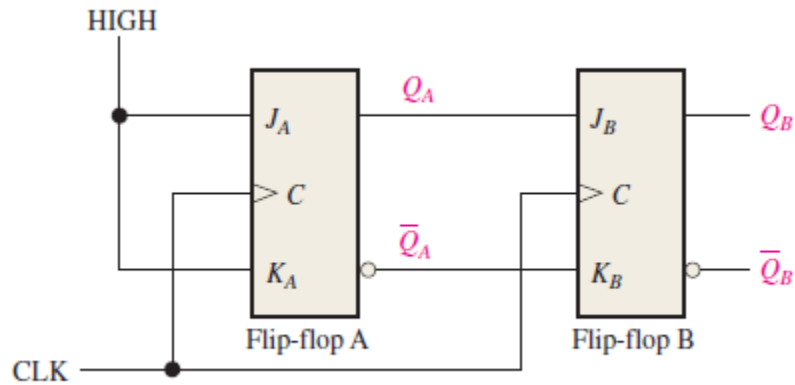 HIGH
Q_A
J_A
J_B
Q_B
C
C
Q̅_A
K_A
K_B
Q̅_B
Flip-flop A
Flip-flop B
CLK